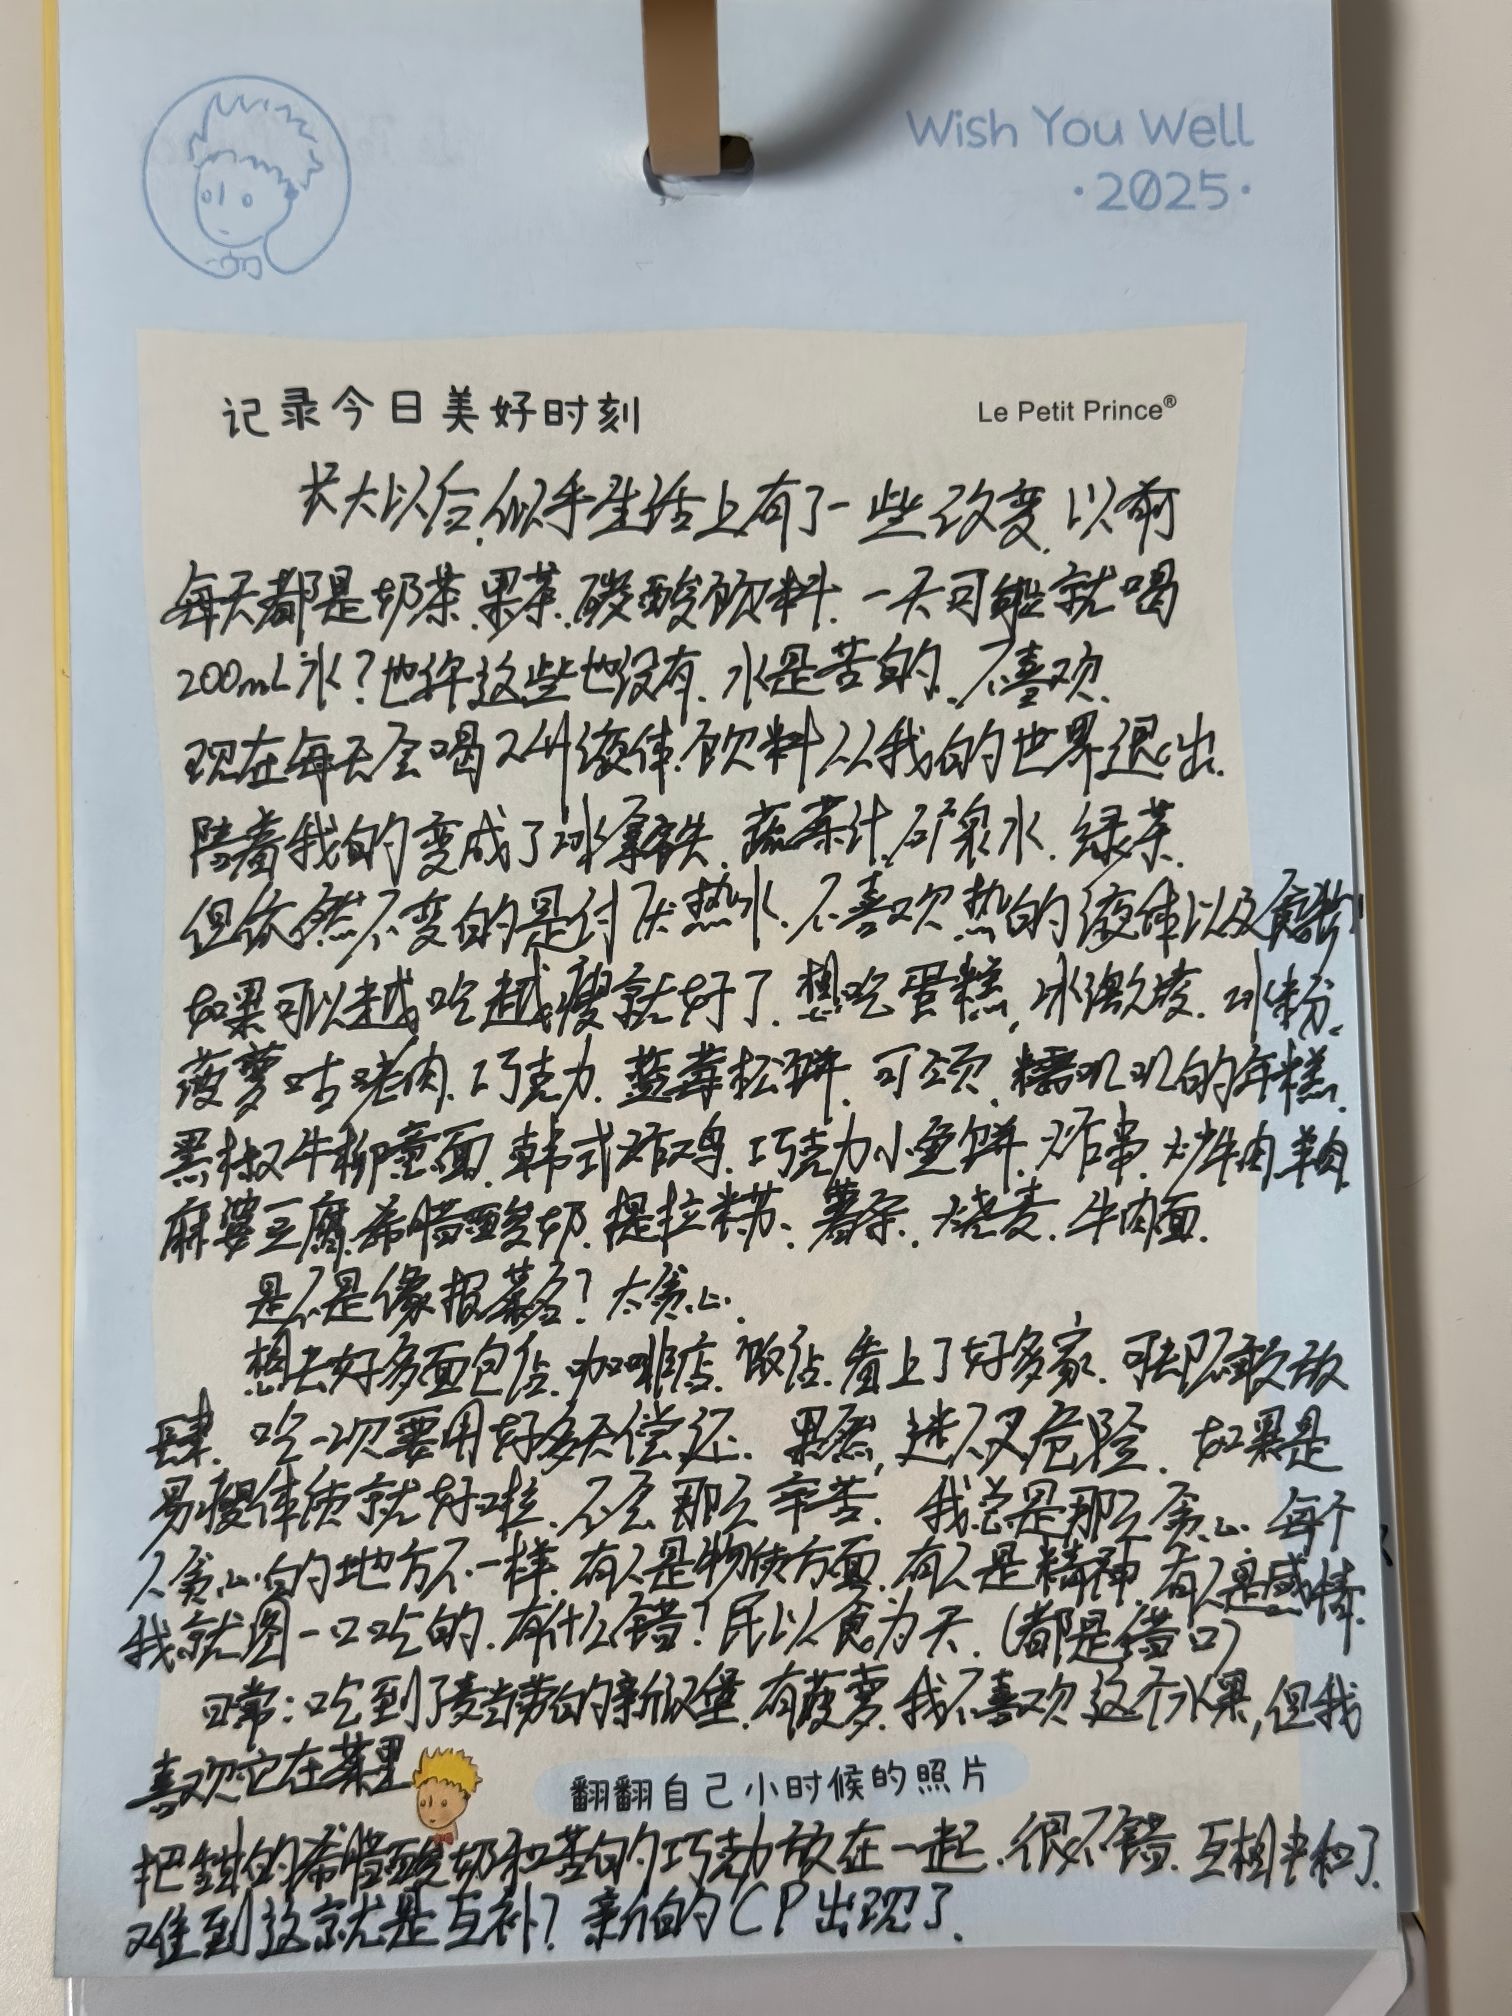 Wish You Well
·2025·
记录今日美好时刻
Le Petit Prince®
长大以后,似乎生活上有了一些改变.以前
每天都是奶茶.果茶.碳酸饮料.一天可能就喝
200mL水?也许这些也没有.水是苦的.不喜欢.
现在每天会喝2升液体.饮料从我的世界退出.
陪着我的变成了冰拿铁.蔬菜汁.矿泉水.绿茶.
但依然不变的是讨厌热水.不喜欢热的液体以及
如果可以越吃越瘦就好了.想吃蛋糕,冰激凌.冰粉.
菠萝咕咾肉.巧克力.蓝莓松饼.可颂.糯叽叽的年糕.
黑椒牛柳意面.韩式炸鸡.巧克力小鱼饼.炸串.炒牛肉羊肉
麻婆豆腐.希腊酸奶.提拉米苏、薯条.烧麦.牛肉面.
是不是像报菜名?太贪心.
想去好多面包店.咖啡店.饭店.看上了好多家.可却不敢放
肆.吃一次要用好多天偿还.果然,迷人又危险.如果是
易瘦体质就好啦.不会那么辛苦.我总是那么贪心.每个
人贪心的地方不一样.有人是物质方面.有人是精神.有人是感情.
我就图一口吃的.有什么错?民以食为天.(都是借口)
日常:吃到了麦当劳的新汉堡.有菠萝.我不喜欢这个水果,但我
喜欢它在菜里
翻翻自己小时候的照片
把酸的希腊酸奶和苦的巧克力放在一起.很不错.互相中和了.
难到这就是互补?新的CP出现了.